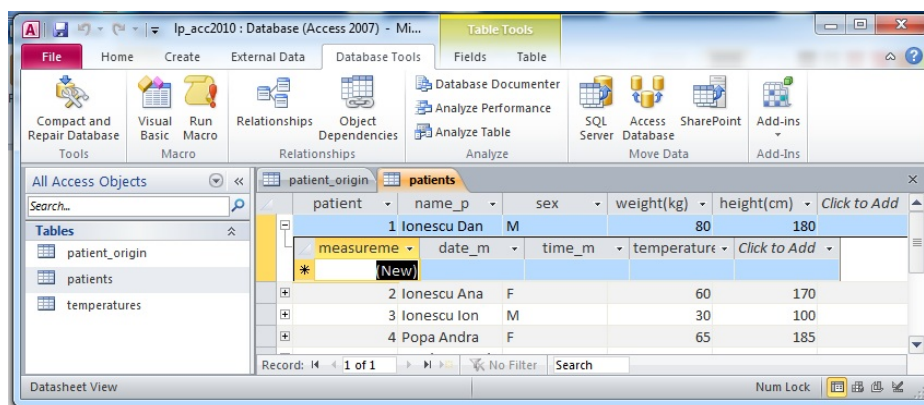 lp_acc2010 : Database (Access 2007) - Mi...
Table Tools
File Home Create External Data Database Tools Fields Table
Compact and Repair Database
Visual Basic
Run Macro
Relationships
Object Dependencies
Database Documenter
Analyze Performance
Analyze Table
SQL Server
Access Database
SharePoint
Add-ins
Tools Macro Relationships Analyze Move Data Add-Ins
All Access Objects
Search...
Tables
patient_origin
patients
temperatures
patient_origin patients
patient name_p sex weight(kg) height(cm) Click to Add
1 Ionescu Dan M 80 180
measureme date_m time_m temperature Click to Add
* (New)
2 Ionescu Ana F 60 170
3 Ionescu Ion M 30 100
4 Popa Andra F 65 185
Record: 1 of 1 No Filter Search
Datasheet View Num Lock